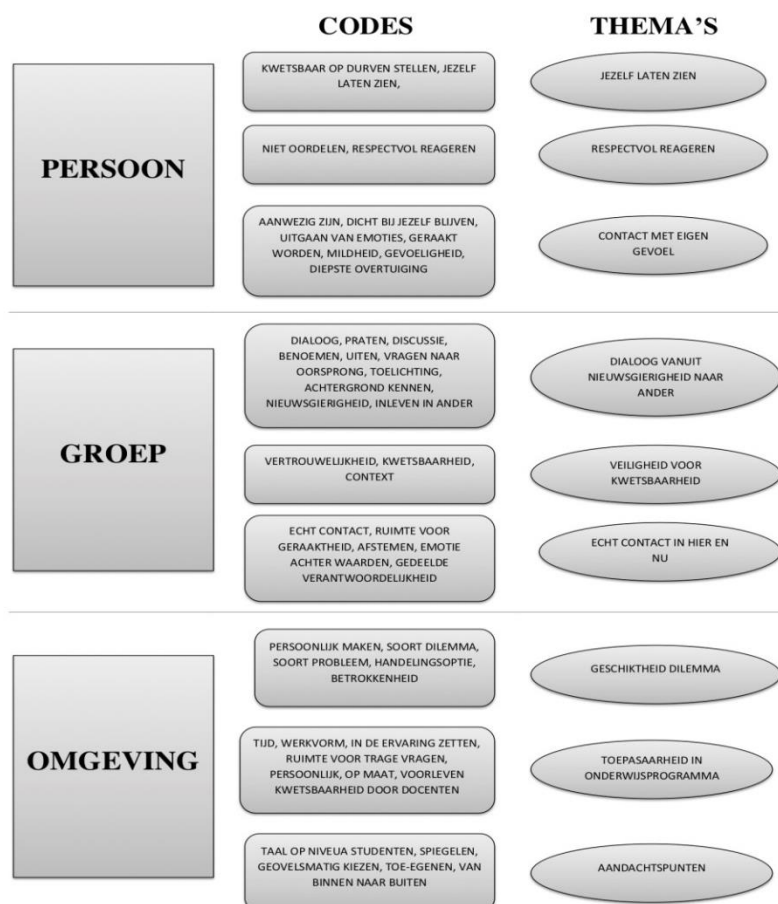 CODES
THEMA'S
PERSOON
KWETSBAAR OP DURVEN STELLEN, JEZELF
LATEN ZIEN,
JEZELF LATEN ZIEN
NIET OORDELEN, RESPECTVOL REAGEREN
RESPECTVOL REAGEREN
AANWEZIG ZIJN, DICHT BIJ JEZELF BLIJVEN,
UITGAAN VAN EMOTIES, GERAAKT
WORDEN, MILDHEID, GEVOELIGHEID,
DIEPSTE OVERTUIGING
CONTACT MET EIGEN
GEVOEL
GROEP
DIALOOG, PRATEN, DISCUSSIE,
BENOEMEN, UITEN, VRAGEN NAAR
OORSPRONG, TOELICHTING,
ACHTERGROND KENNEN,
NIEUWSGIERIGHEID, INLEVEN IN ANDER
DIALOOG VANUIT
NIEUWSGIERIGHEID NAAR
ANDER
VERTROUWELIJKHEID, KWETSBAARHEID,
CONTEXT
VEILIGHEID VOOR
KWETSBAARHEID
ECHT CONTACT, RUIMTE VOOR
GERAAKTHEID, AFSTEMEN, EMOTIE
ACHTER WAARDEN, GEDEELDE
VERANTWOORDELIJKHEID
ECHT CONTACT IN HIER EN
NU
OMGEVING
PERSOONLIJK MAKEN, SOORT DILEMMA,
SOORT PROBLEEM, HANDELINGSOPTIE,
BETROKKENHEID
GESCHIKTHEID DILEMMA
TIJD, WERKVORM, IN DE ERVARING ZETTEN,
RUIMTE VOOR TRAGE VRAGEN,
PERSOONLIJK, OP MAAT, VOORLEVEN
KWETSBAARHEID DOOR DOCENTEN
TOEPASAARHEID IN
ONDERWIJSPROGRAMMA
TAAL OP NIVEUA STUDENTEN, SPIEGELEN,
GEOVELSMATIG KIEZEN, TOE-EGENEN, VAN
BINNEN NAAR BUITEN
AANDACHTSPUNTEN